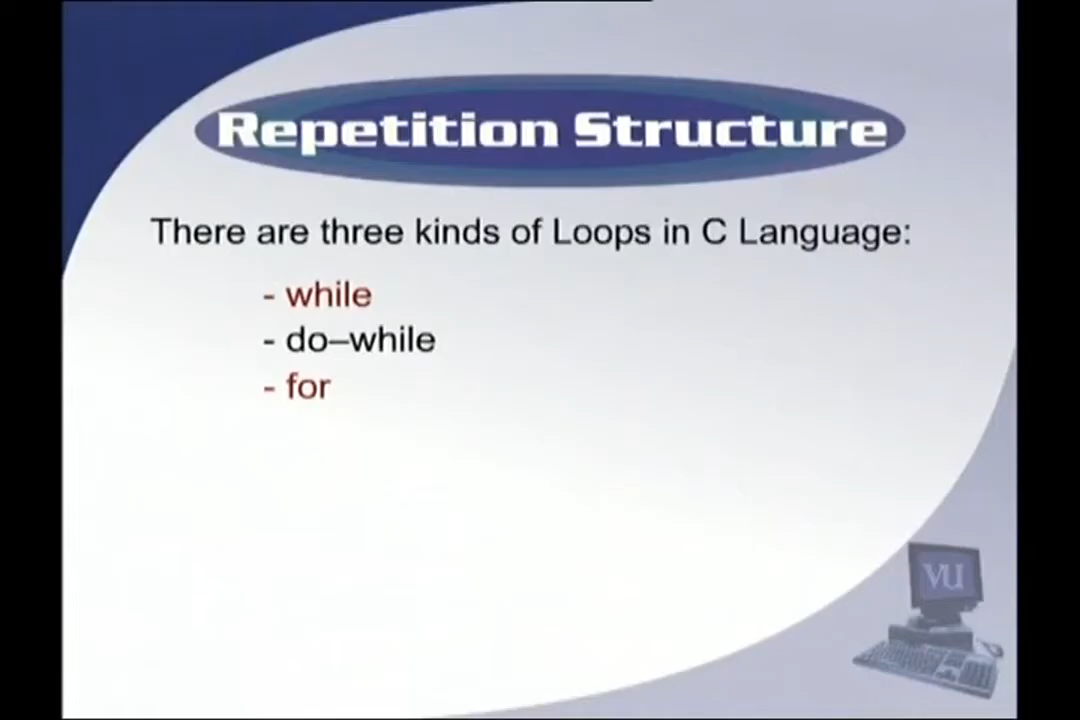 Repetition Structure
There are three kinds of Loops in C Language:
- while
- do–while
- for
VU